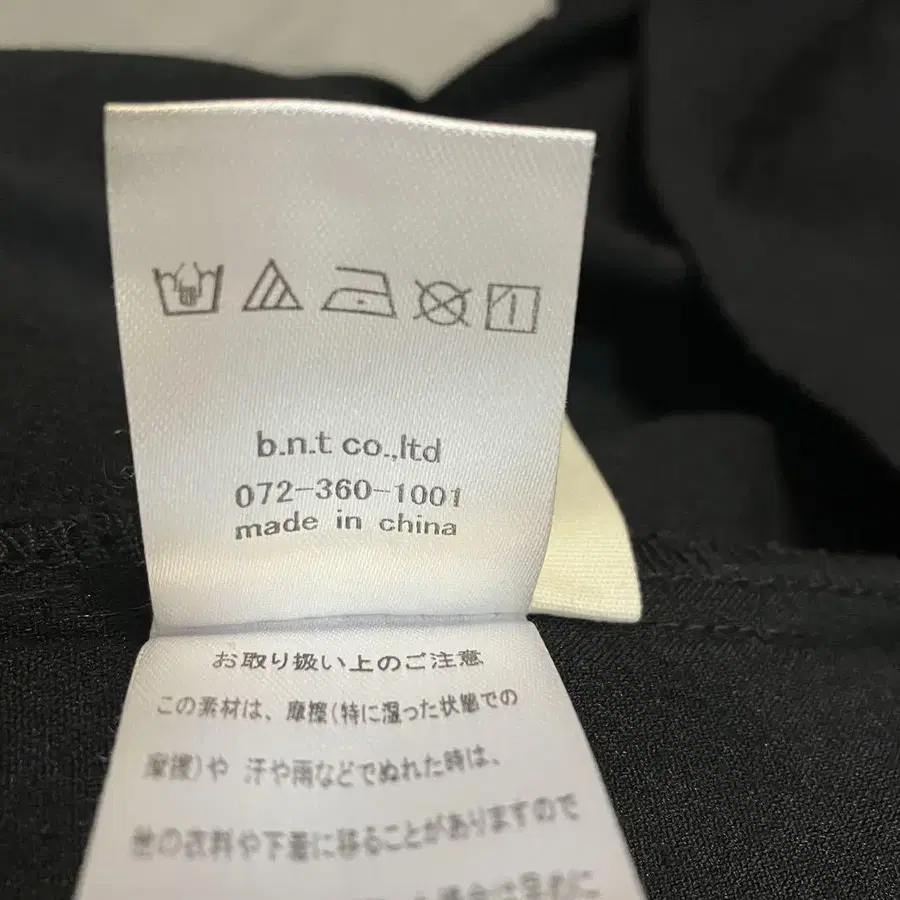 b.n.t co.,ltd
072-360-1001
made in china
お取り扱い上のご注意
この素材は、摩擦(特に湿った状態での
摩擦)や 汗や雨などでぬれた時は、
他の衣料や下着に移ることがありますので